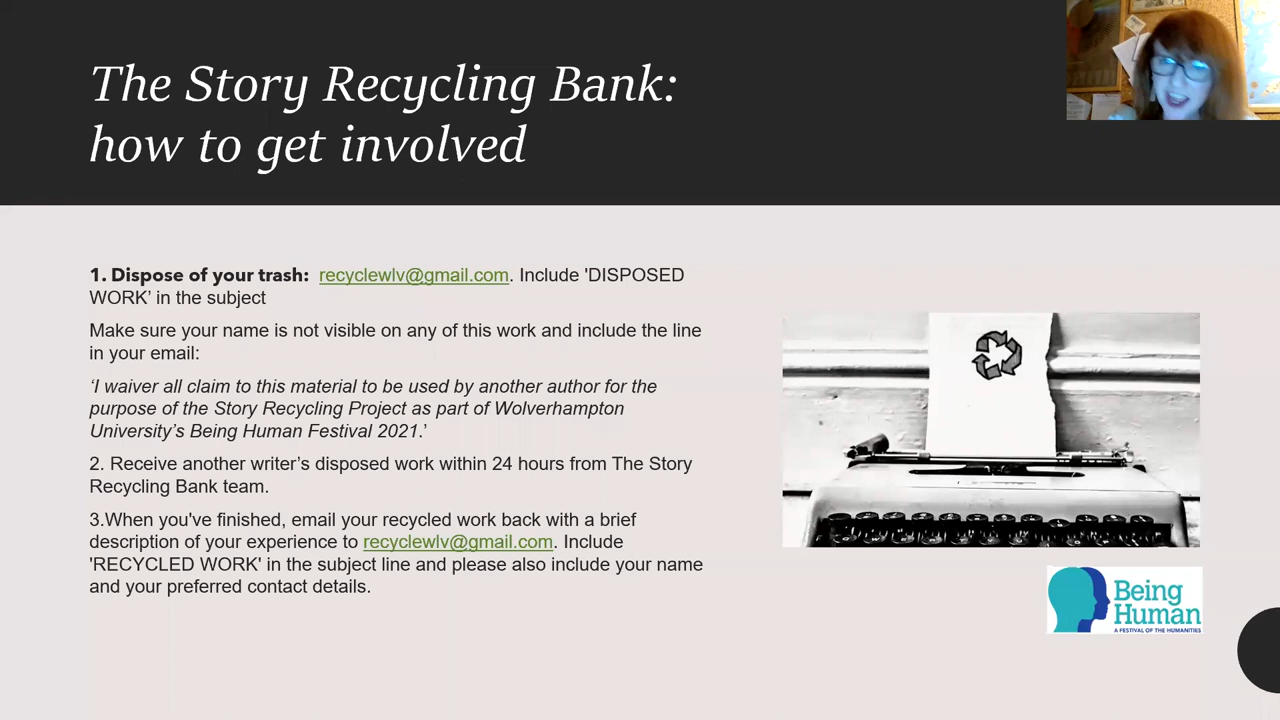 The Story Recycling Bank:
how to get involved
1. Dispose of your trash: recyclewlv@gmail.com. Include 'DISPOSED
WORK’ in the subject
Make sure your name is not visible on any of this work and include the line
in your email:
‘I waiver all claim to this material to be used by another author for the
purpose of the Story Recycling Project as part of Wolverhampton
University’s Being Human Festival 2021.’
2. Receive another writer’s disposed work within 24 hours from The Story
Recycling Bank team.
3.When you've finished, email your recycled work back with a brief
description of your experience to recyclewlv@gmail.com. Include
'RECYCLED WORK' in the subject line and please also include your name
and your preferred contact details.
Being
Human
A FESTIVAL OF THE HUMANITIES